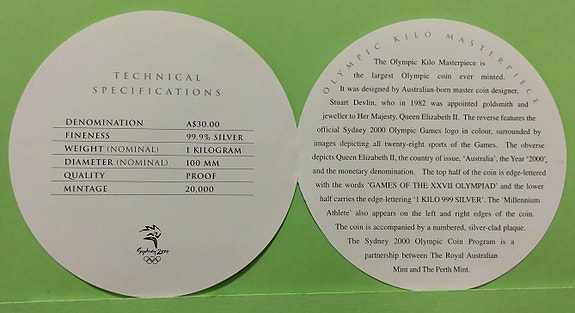 TECHNICAL
SPECIFICATIONS
DENOMINATION A$30.00
FINENESS 99.9% SILVER
WEIGHT (NOMINAL) 1 KILOGRAM
DIAMETER (NOMINAL) 100 MM
QUALITY PROOF
MINTAGE 20,000
Sydney 2000
OLYMPIC KILO MASTERPIECE
The Olympic Kilo Masterpiece is
the largest Olympic coin ever minted.
It was designed by Australian-born master coin designer,
Stuart Devlin, who in 1982 was appointed goldsmith and
jeweller to Her Majesty, Queen Elizabeth II. The reverse features the
official Sydney 2000 Olympic Games logo in colour, surrounded by
images depicting all twenty-eight sports of the Games. The obverse
depicts Queen Elizabeth II, the country of issue, 'Australia', the Year '2000',
and the monetary denomination. The top half of the coin is edge-lettered
with the words 'GAMES OF THE XXVII OLYMPIAD' and the lower
half carries the edge-lettering '1 KILO 999 SILVER'. The 'Millennium
Athlete' also appears on the left and right edges of the coin.
The coin is accompanied by a numbered, silver-clad plaque.
The Sydney 2000 Olympic Coin Program is a
partnership between The Royal Australian
Mint and The Perth Mint.